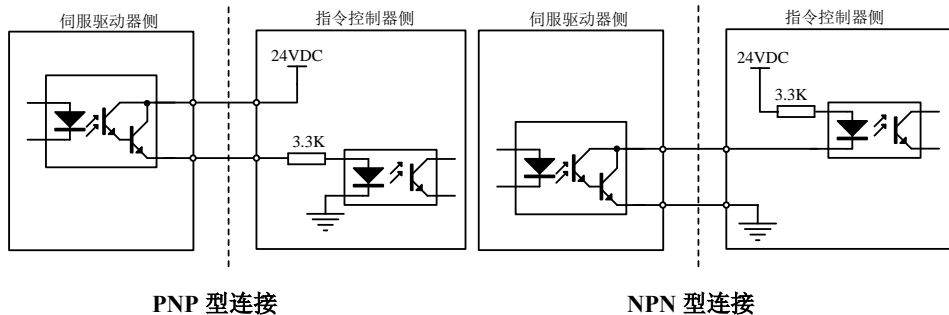 伺服驱动器侧
指令控制器侧
24VDC
3.3K
PNP 型连接
伺服驱动器侧
指令控制器侧
24VDC
3.3K
NPN 型连接